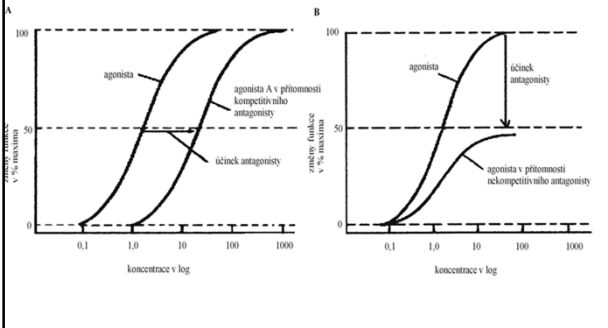 A
změny funkce
v % maxima
100
50
0
agonista
agonista A v přítomnosti
kompetitivního
antagonisty
účinek antagonisty
0,1 1,0 10 100 1000
koncentrace v log
B
změny funkce
v % maxima
100
50
0
agonista
účinek
antagonisty
agonista v přítomnosti
nekompetitivního antagonisty
0,1 1,0 10 100 1000
koncentrace v log